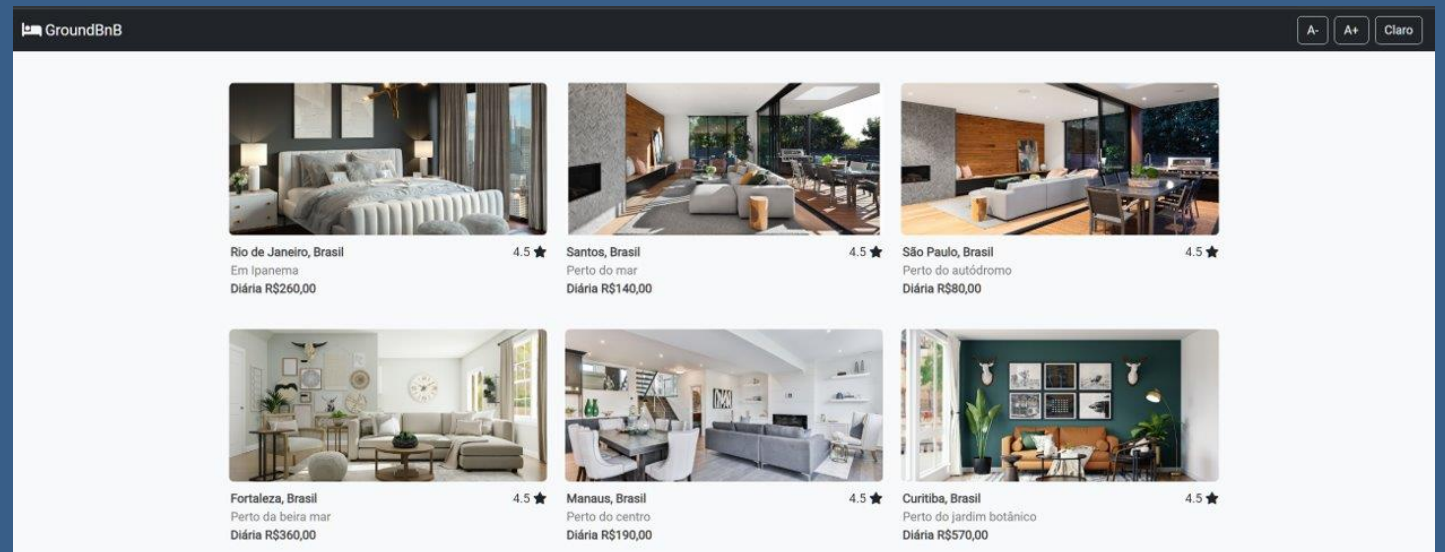 GroundBnB
A- A+ Claro
Rio de Janeiro, Brasil 4.5
Em Ipanema
Diária R$260,00
Santos, Brasil 4.5
Perto do mar
Diária R$140,00
São Paulo, Brasil 4.5
Perto do autódromo
Diária R$80,00
Fortaleza, Brasil 4.5
Perto da beira mar
Diária R$360,00
Manaus, Brasil 4.5
Perto do centro
Diária R$190,00
Curitiba, Brasil 4.5
Perto do jardim botânico
Diária R$570,00